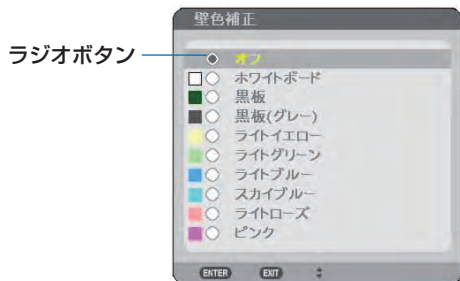 壁色補正
ラジオボタン
オフ
ホワイトボード
黒板
黒板(グレー)
ライトイエロー
ライトグリーン
ライトブルー
スカイブルー
ライトローズ
ピンク
ENTER EXIT